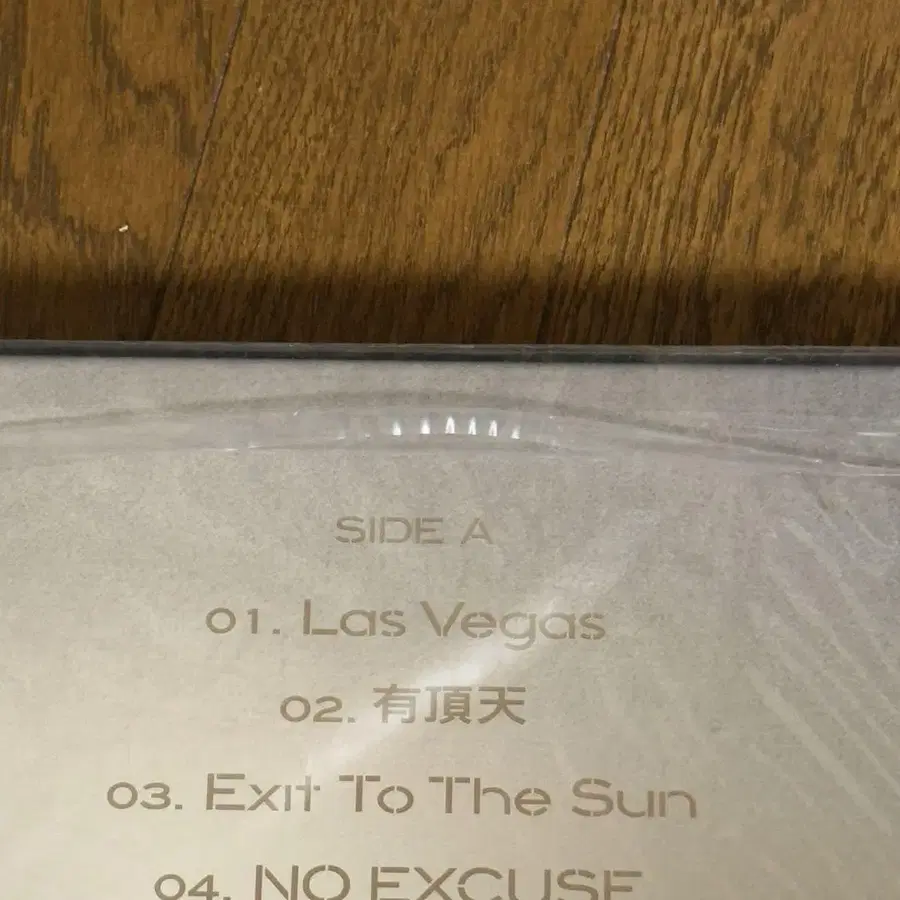 SIDE A
01. Las Vegas
02. 有頂天
03. Exit To The Sun
04. NO EXCUSE